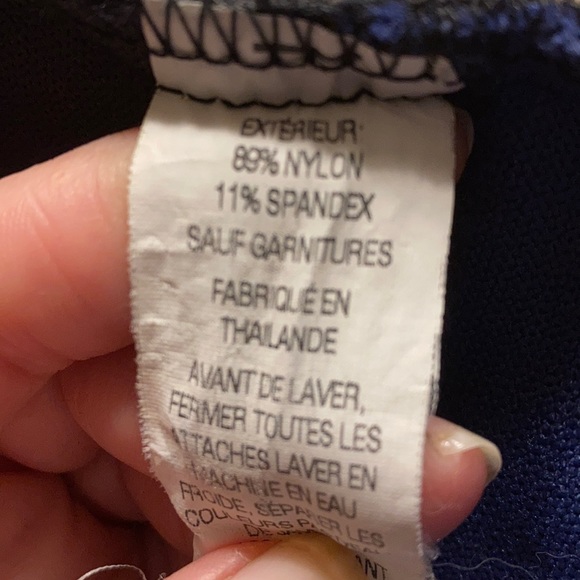 EXTÉRIEUR:
89% NYLON
11% SPANDEX
SAUF GARNITURES
FABRIQUÉ EN
THAILANDE
AVANT DE LAVER,
FERMER TOUTES LES
ATTACHES LAVER EN
MACHINE EN EAU
FROIDE, SÉPARER LES
COULEURS